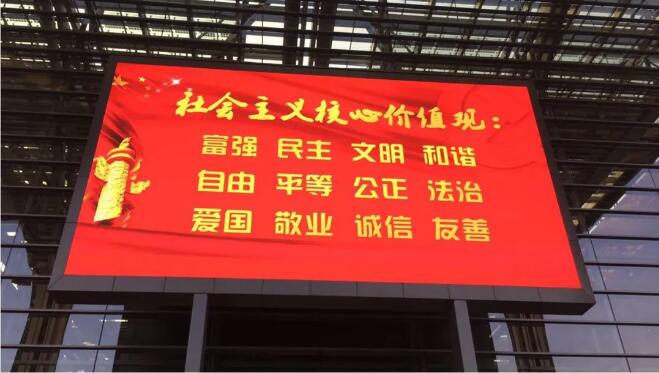 社会主义核心价值观：
富强 民主 文明 和谐
自由 平等 公正 法治
爱国 敬业 诚信 友善